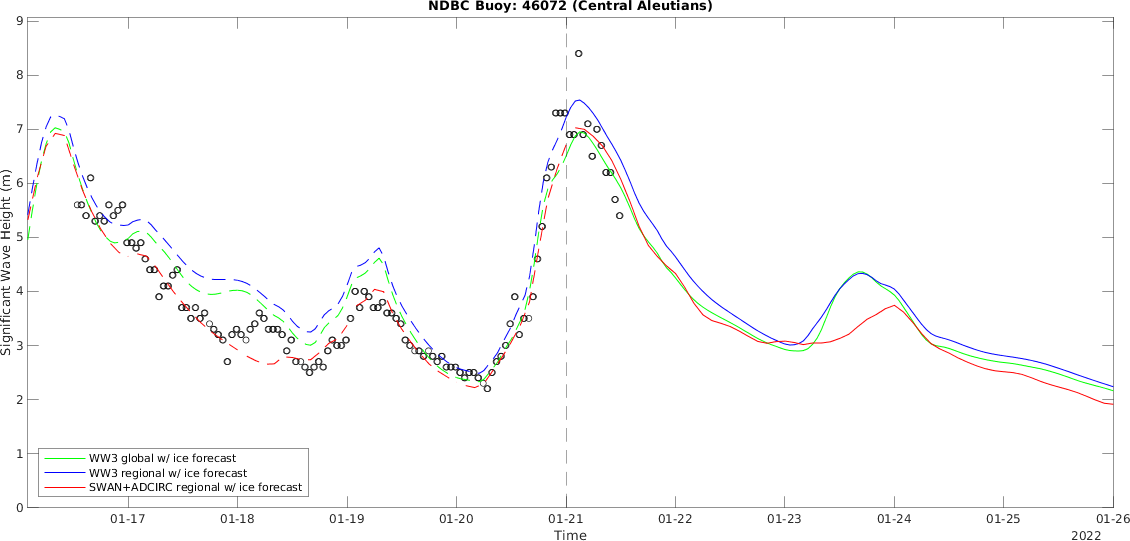 NDBC Buoy: 46072 (Central Aleutians)
9
8
7
6
5
4
3
2
1
0
Significant Wave Height (m)
WW3 global w/ ice forecast
WW3 regional w/ ice forecast
SWAN+ADCIRC regional w/ ice forecast
01-17 01-18 01-19 01-20 01-21 01-22 01-23 01-24 01-25 01-26
Time
2022